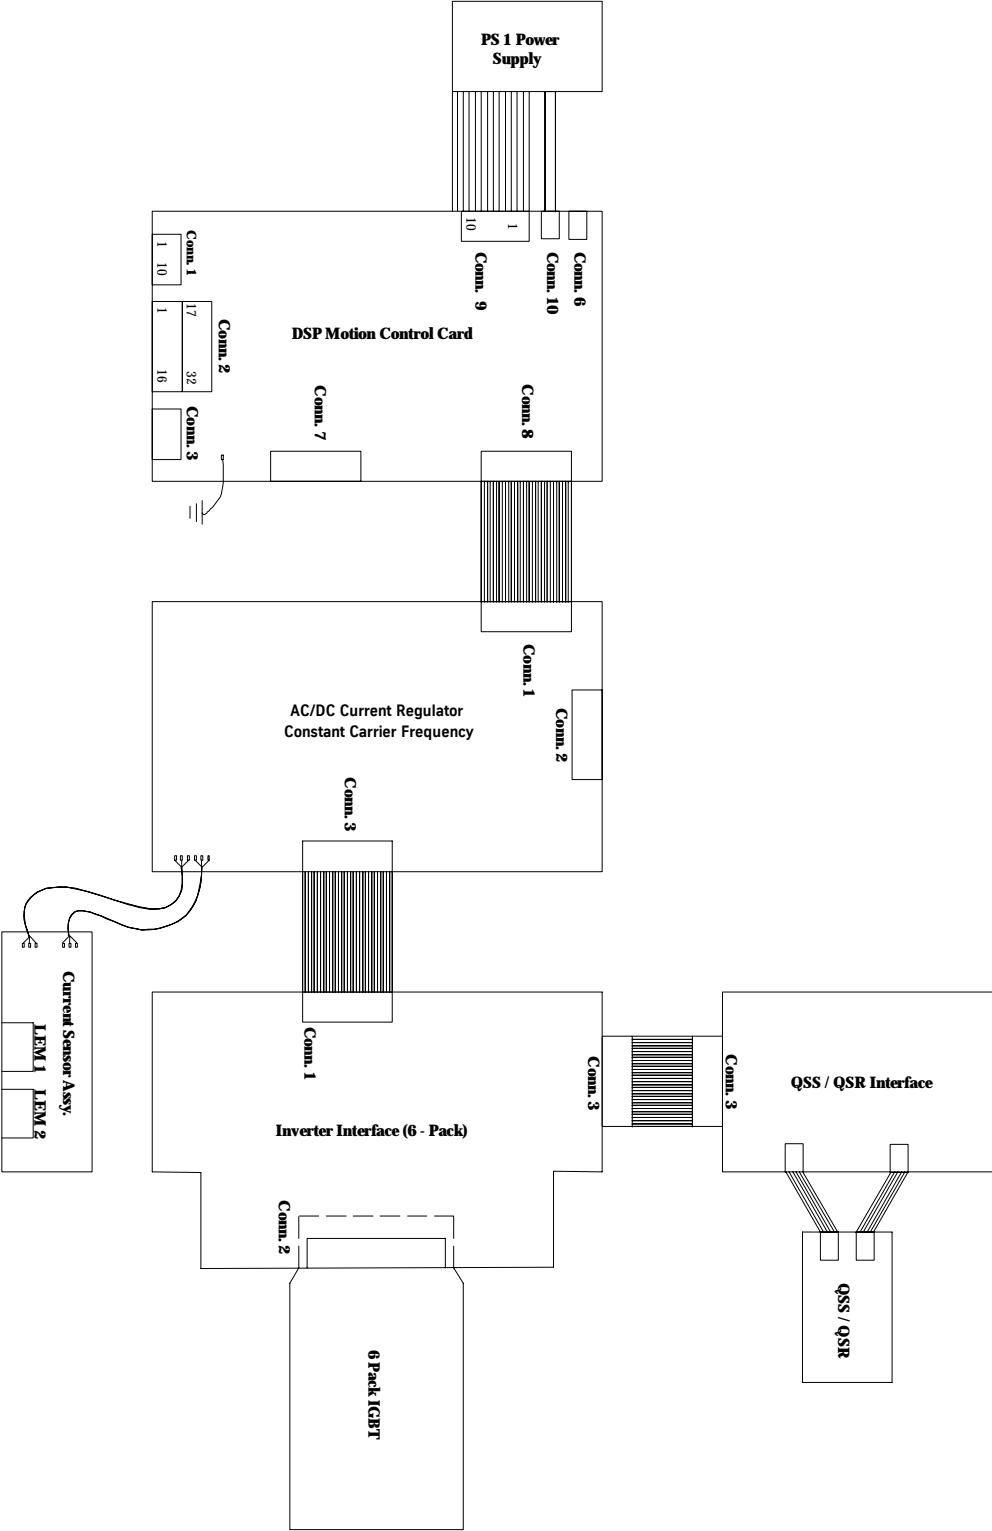 PS 1 Power
Supply
10
1
Conn. 9
Conn. 10
Conn. 6
Conn. 1
1
10
1
17
16
32
Conn. 2
DSP Motion Control Card
Conn. 3
Conn. 7
Conn. 8
Conn. 1
Conn. 2
AC/DC Current Regulator
Constant Carrier Frequency
Conn. 3
Current Sensor Assy.
LEM 1
LEM 2
Conn. 1
Conn. 3
Conn. 3
QSS / QSR Interface
Inverter Interface (6 - Pack)
Conn. 2
QSS / QSR
6 Pack IGBT